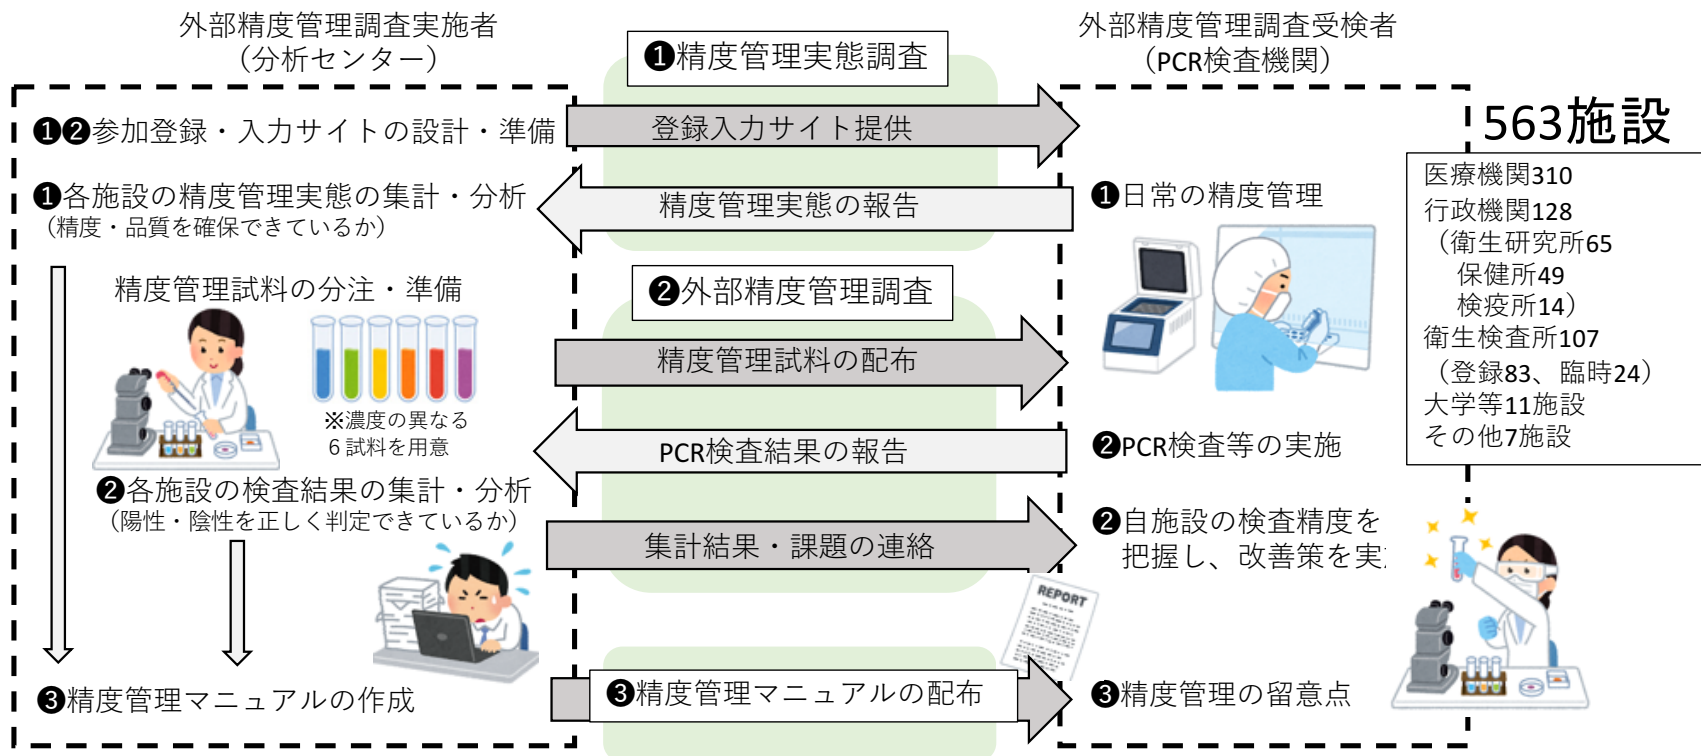 外部精度管理調査実施者
（分析センター）
❶精度管理実態調査
外部精度管理調査受検者
（PCR検査機関）
❶❷参加登録・入力サイトの設計・準備
登録入力サイト提供
563施設
❶各施設の精度管理実態の集計・分析
（精度・品質を確保できているか）
精度管理実態の報告
❶日常の精度管理
医療機関310
行政機関128
（衛生研究所65
保健所49
検疫所14）
衛生検査所107
（登録83、臨時24）
大学等11施設
その他7施設
精度管理試料の分注・準備
❷外部精度管理調査
精度管理試料の配布
※濃度の異なる
６試料を用意
PCR検査結果の報告
❷PCR検査等の実施
❷各施設の検査結果の集計・分析
（陽性・陰性を正しく判定できているか）
集計結果・課題の連絡
❷自施設の検査精度を
把握し、改善策を実
REPORT
❸精度管理マニュアルの作成
❸精度管理マニュアルの配布
❸精度管理の留意点